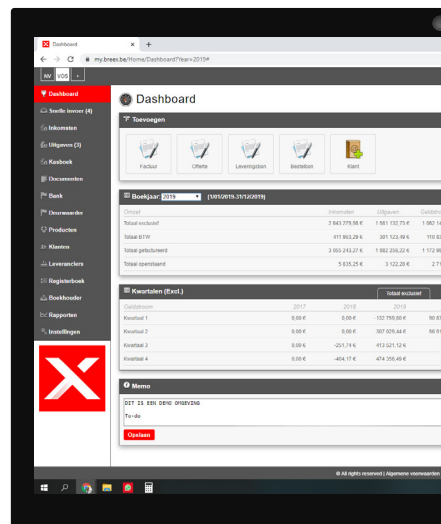 Dashboard
my.breex.be/Home/Dashboard?Year=2019#
NV VOS +
Dashboard
Snelle invoer (4)
Inkomsten
Uitgaven (3)
Kasboek
Documenten
Bank
Deurwaarder
Producten
Klanten
Leveranciers
Registerboek
Boekhouder
Rapporten
Instellingen
Dashboard
Toevoegen
Factuur Offerte Leveringsbon Bestelbon Klant
Boekjaar: 2019 [1/01/2019-31/12/2019]
Omzet Inkomsten Uitgaven
Totaal exclusief
Totaal BTW
Totaal gefactureerd
Totaal openstaand 5 835,25 € 3 122,28 €
Kwartalen (Excl.) Totaal exclusief
Geldstroom 2017 2018 2019
Kwartaal 1 0,00 € 0,00 €
Kwartaal 2 0,00 € 0,00 € 307 029,44 €
Kwartaal 3 0,00 € -251,74 € 413 521,12 €
Kwartaal 4 0,00 € -404,17 € 474 356,49 €
Memo
DIT IS EEN DEMO OMGEVING
To-do
Opslaan
© All rights reserved | Algemene voorwaarden